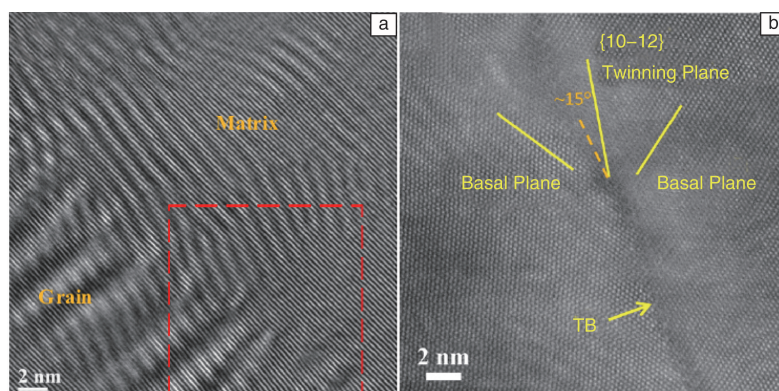 a
Matrix
Grain
2 nm
b
{10–12}
Twinning Plane
~15°
Basal Plane
Basal Plane
TB
2 nm